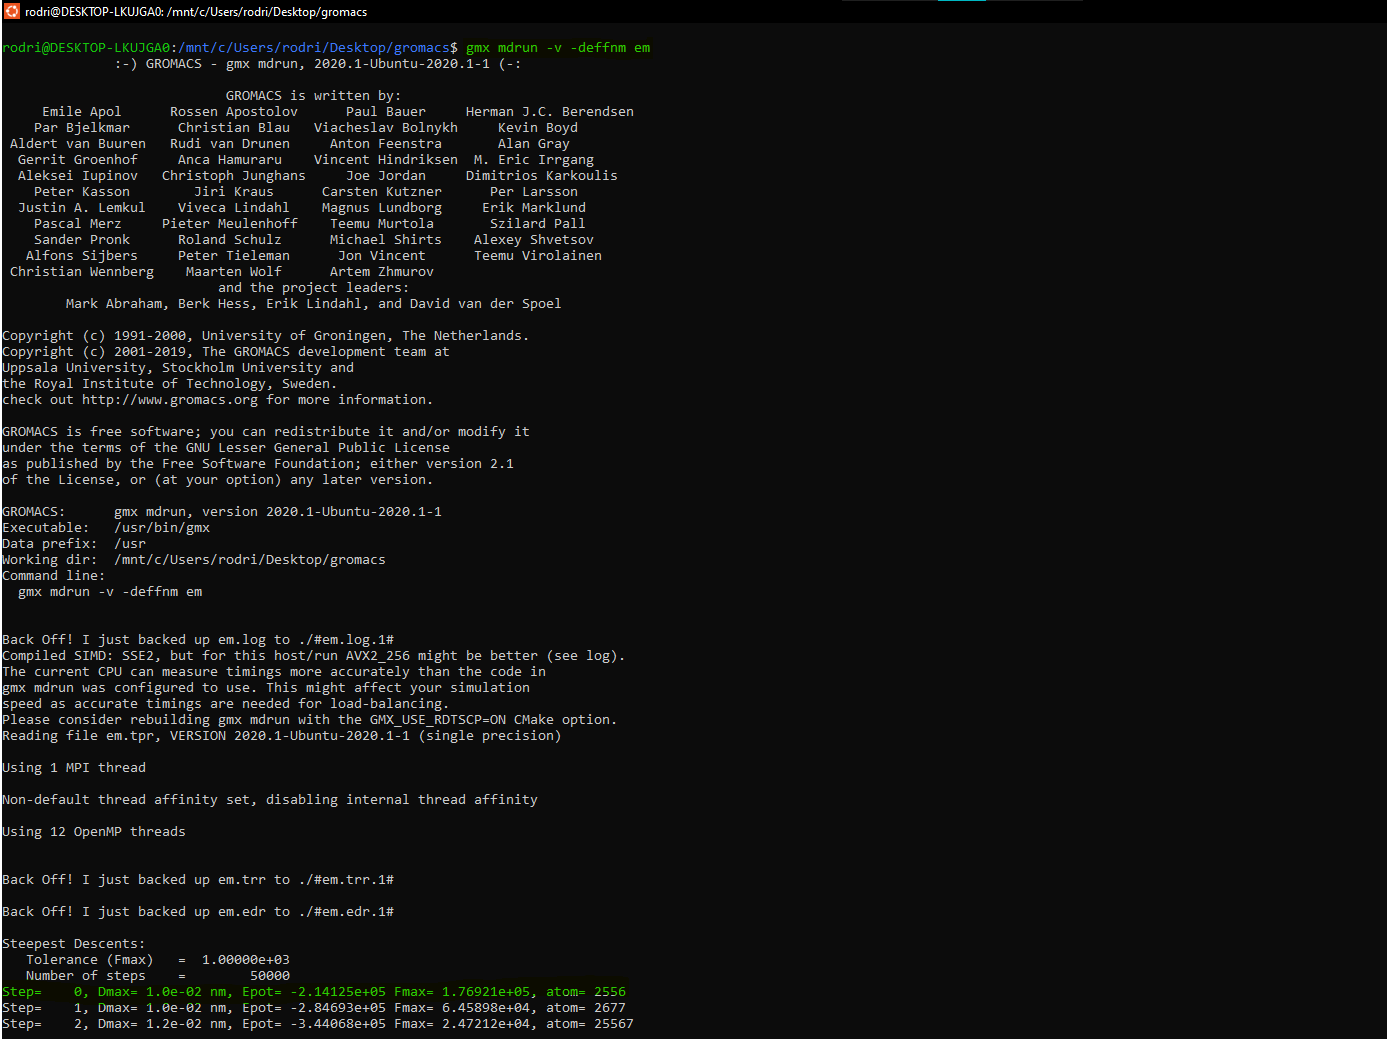 rodri@DESKTOP-LKUJGA0: /mnt/c/Users/rodri/Desktop/gromacs
rodri@DESKTOP-LKUJGA0:/mnt/c/Users/rodri/Desktop/gromacs$ gmx mdrun -v -deffnm em
:-) GROMACS - gmx mdrun, 2020.1-Ubuntu-2020.1-1 (-:
GROMACS is written by:
Emile Apol Rossen Apostolov Paul Bauer Herman J.C. Berendsen
Par Bjelkmar Christian Blau Viacheslav Bolnykh Kevin Boyd
Aldert van Buuren Rudi van Drunen Anton Feenstra Alan Gray
Gerrit Groenhof Anca Hamuraru Vincent Hindriksen M. Eric Irrgang
Aleksei Iupinov Christoph Junghans Joe Jordan Dimitrios Karkoulis
Peter Kasson Jiri Kraus Carsten Kutzner Per Larsson
Justin A. Lemkul Viveca Lindahl Magnus Lundborg Erik Marklund
Pascal Merz Pieter Meulenhoff Teemu Murtola Szilard Pall
Sander Pronk Roland Schulz Michael Shirts Alexey Shvetsov
Alfons Sijbers Peter Tieleman Jon Vincent Teemu Virolainen
Christian Wennberg Maarten Wolf Artem Zhmurov
and the project leaders:
Mark Abraham, Berk Hess, Erik Lindahl, and David van der Spoel
Copyright (c) 1991-2000, University of Groningen, The Netherlands.
Copyright (c) 2001-2019, The GROMACS development team at
Uppsala University, Stockholm University and
the Royal Institute of Technology, Sweden.
check out http://www.gromacs.org for more information.
GROMACS is free software; you can redistribute it and/or modify it
under the terms of the GNU Lesser General Public License
as published by the Free Software Foundation; either version 2.1
of the License, or (at your option) any later version.
GROMACS: gmx mdrun, version 2020.1-Ubuntu-2020.1-1
Executable: /usr/bin/gmx
Data prefix: /usr
Working dir: /mnt/c/Users/rodri/Desktop/gromacs
Command line:
gmx mdrun -v -deffnm em
Back Off! I just backed up em.log to ./#em.log.1#
Compiled SIMD: SSE2, but for this host/run AVX2_256 might be better (see log).
The current CPU can measure timings more accurately than the code in
gmx mdrun was configured to use. This might affect your simulation
speed as accurate timings are needed for load-balancing.
Please consider rebuilding gmx mdrun with the GMX_USE_RDTSCP=ON CMake option.
Reading file em.tpr, VERSION 2020.1-Ubuntu-2020.1-1 (single precision)
Using 1 MPI thread
Non-default thread affinity set, disabling internal thread affinity
Using 12 OpenMP threads
Back Off! I just backed up em.trr to ./#em.trr.1#
Back Off! I just backed up em.edr to ./#em.edr.1#
Steepest Descents:
Tolerance (Fmax) = 1.00000e+03
Number of steps = 50000
Step= 0, Dmax= 1.0e-02 nm, Epot= -2.14125e+05 Fmax= 1.76921e+05, atom= 2556
Step= 1, Dmax= 1.0e-02 nm, Epot= -2.84693e+05 Fmax= 6.45898e+04, atom= 2677
Step= 2, Dmax= 1.2e-02 nm, Epot= -3.44068e+05 Fmax= 2.47212e+04, atom= 25567